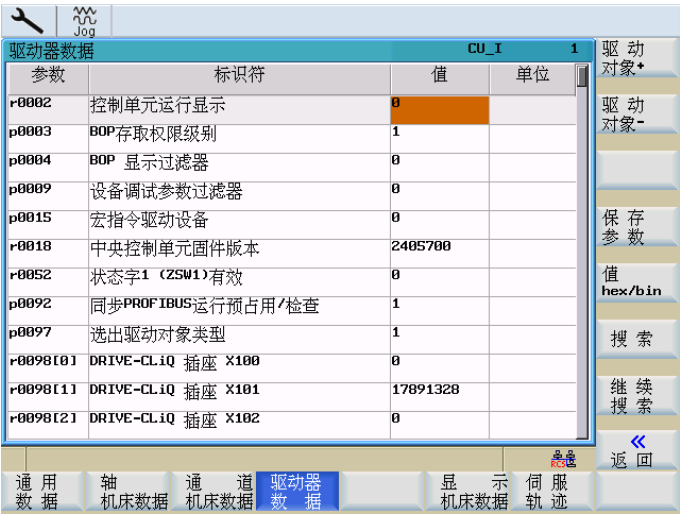 Jog
驱动器数据 CU_I 1
参数 标识符 值 单位
r0002 控制单元运行显示 0
p0003 BOP存取权限级别 1
p0004 BOP 显示过滤器 0
p0009 设备调试参数过滤器 0
p0015 宏指令驱动设备 0
r0018 中央控制单元固件版本 2405700
r0052 状态字1 (ZSW1)有效 0
p0092 同步PROFIBUS运行预占用/检查 1
p0097 选出驱动对象类型 1
r0098[0] DRIVE-CLiQ 插座 X100 0
r0098[1] DRIVE-CLiQ 插座 X101 17891328
r0098[2] DRIVE-CLiQ 插座 X102 0
驱 动
对象+
驱 动
对象-
保 存
参 数
值
hex/bin
搜 索
继 续
搜 索
«
返 回
RCS
通 用
数 据
轴
机床数据
通 道
机床数据
驱动器
数 据
显 示
机床数据
伺 服
轨 迹